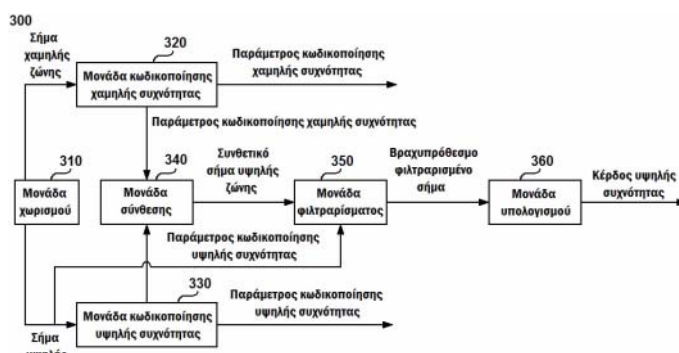 300
Σήμα
χαμηλής
ζώνης
320
Μονάδα κωδικοποίησης
χαμηλής συχνότητας
Παράμετρος κωδικοποίησης
χαμηλής συχνότητας
Παράμετρος κωδικοποίησης χαμηλής συχνότητας
310
Μονάδα
χωρισμού
340
Μονάδα
σύνθεσης
Συνθετικό
σήμα υψηλής
ζώνης
350
Μονάδα
φιλτραρίσματος
Βραχυπρόθεσμο
φιλτραρισμένο
σήμα
360
Μονάδα
υπολογισμού
Κέρδος υψηλής
συχνότητας
Παράμετρος κωδικοποίησης
υψηλής συχνότητας
330
Μονάδα κωδικοποίησης
υψηλής συχνότητας
Παράμετρος κωδικοποίησης
υψηλής συχνότητας
Σήμα